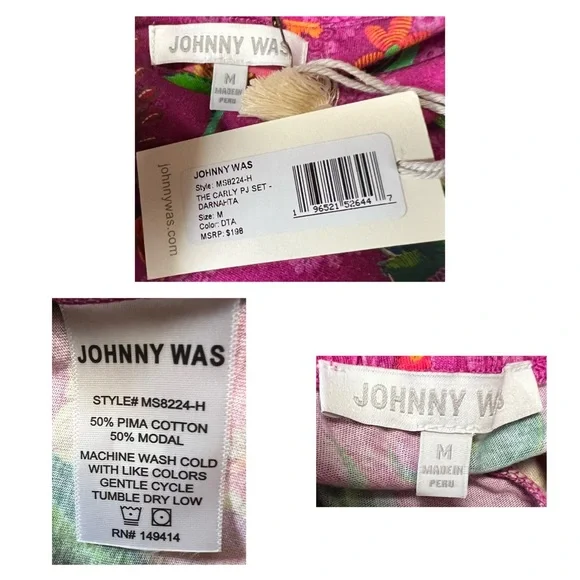 JOHNNY WAS
M
MADE IN
PERU
johnnywas.com
JOHNNY WAS
Style: MS8224-H
THE CARLY PJ SET -
DARNAHTA
Size: M
Color: DTA
MSRP: $198
1 96521 52644 7
JOHNNY WAS
STYLE# MS8224-H
50% PIMA COTTON
50% MODAL
MACHINE WASH COLD
WITH LIKE COLORS
GENTLE CYCLE
TUMBLE DRY LOW
RN# 149414
JOHNNY WA
M
MADE IN
PERU